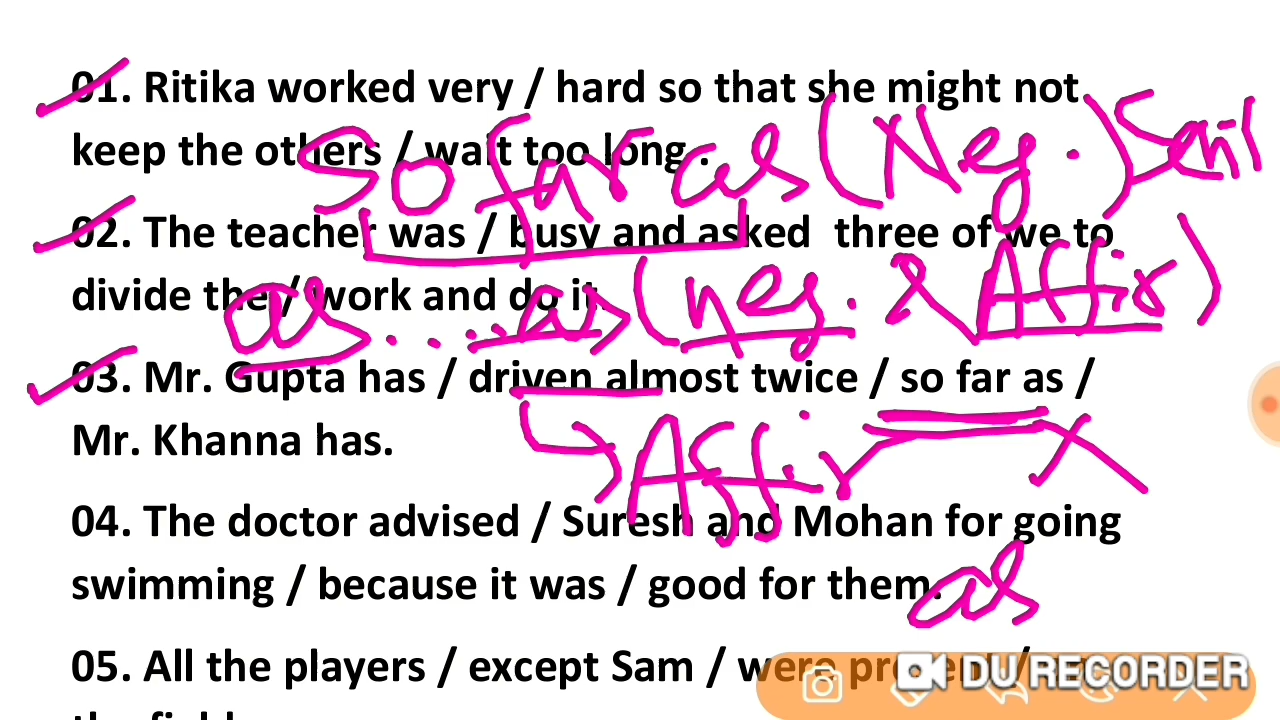 01. Ritika worked very / hard so that she might not
keep the others / wait too long .
So far as (Neg.) Sent
02. The teacher was / busy and asked three of we to
divide the / work and do it.
as....as (neg. & Affir)
03. Mr. Gupta has / driven almost twice / so far as /
Mr. Khanna has.
Affir
04. The doctor advised / Suresh and Mohan for going
swimming / because it was / good for them.
as
05. All the players / except Sam / were present /
DU RECORDER